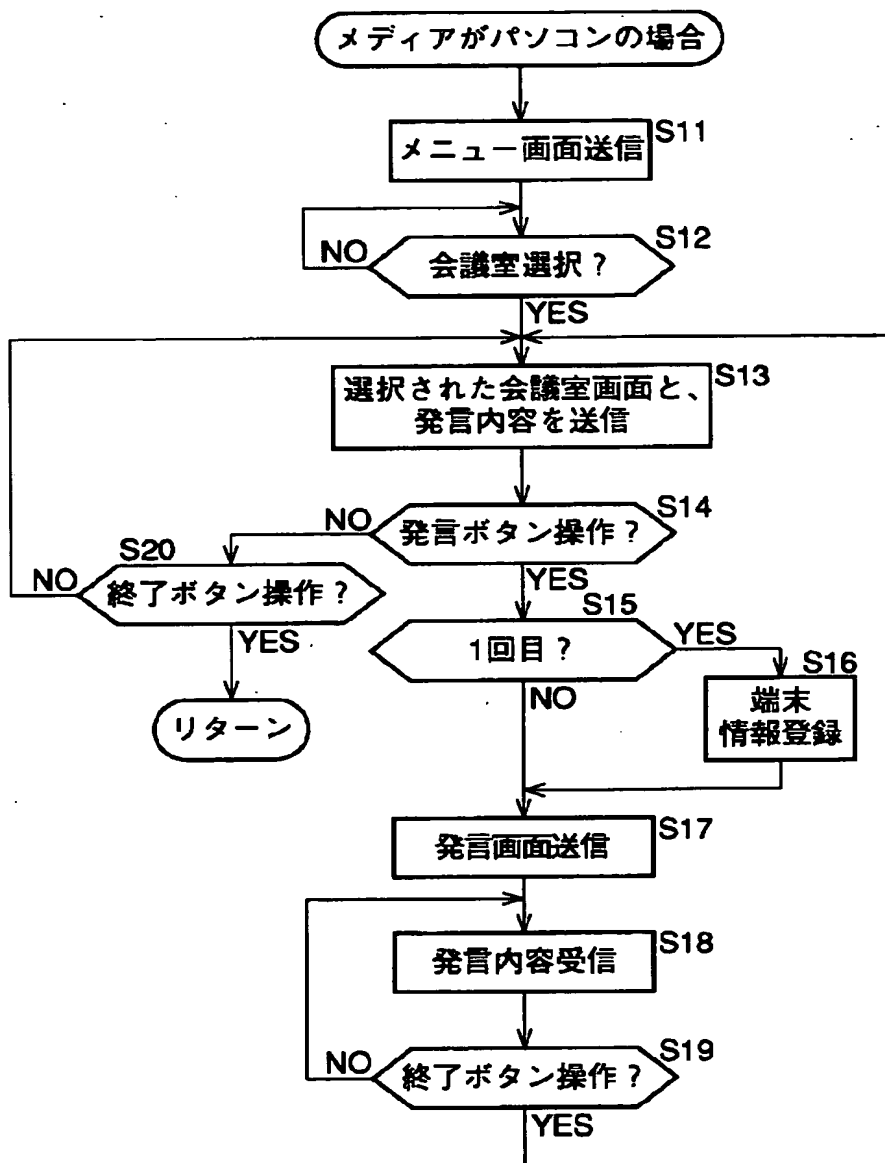 メディアがパソコンの場合
メニュー画面送信
S11
会議室選択?
S12
NO
YES
選択された会議室画面と、
発言内容を送信
S13
発言ボタン操作?
S14
NO
YES
終了ボタン操作?
S20
NO
YES
リターン
1回目?
S15
YES
NO
端末
情報登録
S16
発言画面送信
S17
発言内容受信
S18
終了ボタン操作?
S19
NO
YES